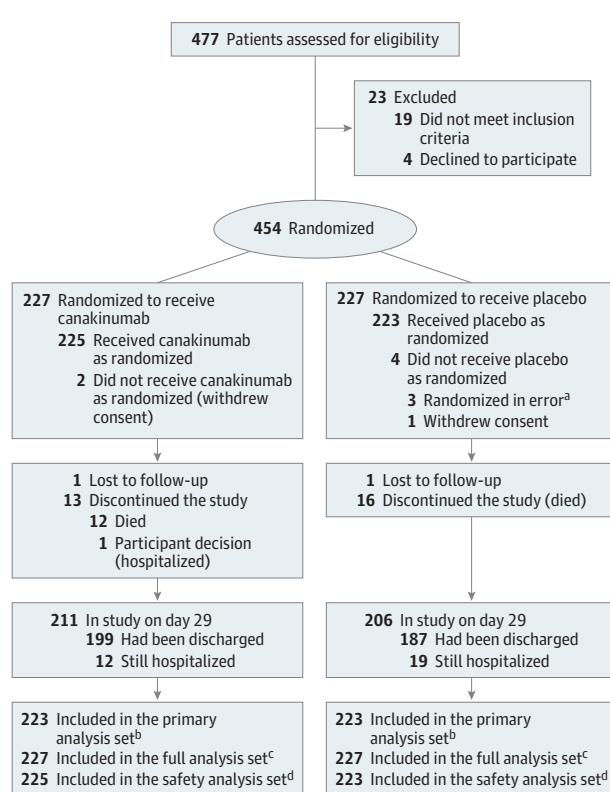 477 Patients assessed for eligibility
23 Excluded
19 Did not meet inclusion
criteria
4 Declined to participate
454 Randomized
227 Randomized to receive
canakinumab
225 Received canakinumab
as randomized
2 Did not receive canakinumab
as randomized (withdrew
consent)
227 Randomized to receive placebo
223 Received placebo as
randomized
4 Did not receive placebo
as randomized
3 Randomized in errorᵃ
1 Withdrew consent
1 Lost to follow-up
13 Discontinued the study
12 Died
1 Participant decision
(hospitalized)
1 Lost to follow-up
16 Discontinued the study (died)
211 In study on day 29
199 Had been discharged
12 Still hospitalized
206 In study on day 29
187 Had been discharged
19 Still hospitalized
223 Included in the primary
analysis setᵇ
227 Included in the full analysis setᶜ
225 Included in the safety analysis setᵈ
223 Included in the primary
analysis setᵇ
227 Included in the full analysis setᶜ
223 Included in the safety analysis setᵈ